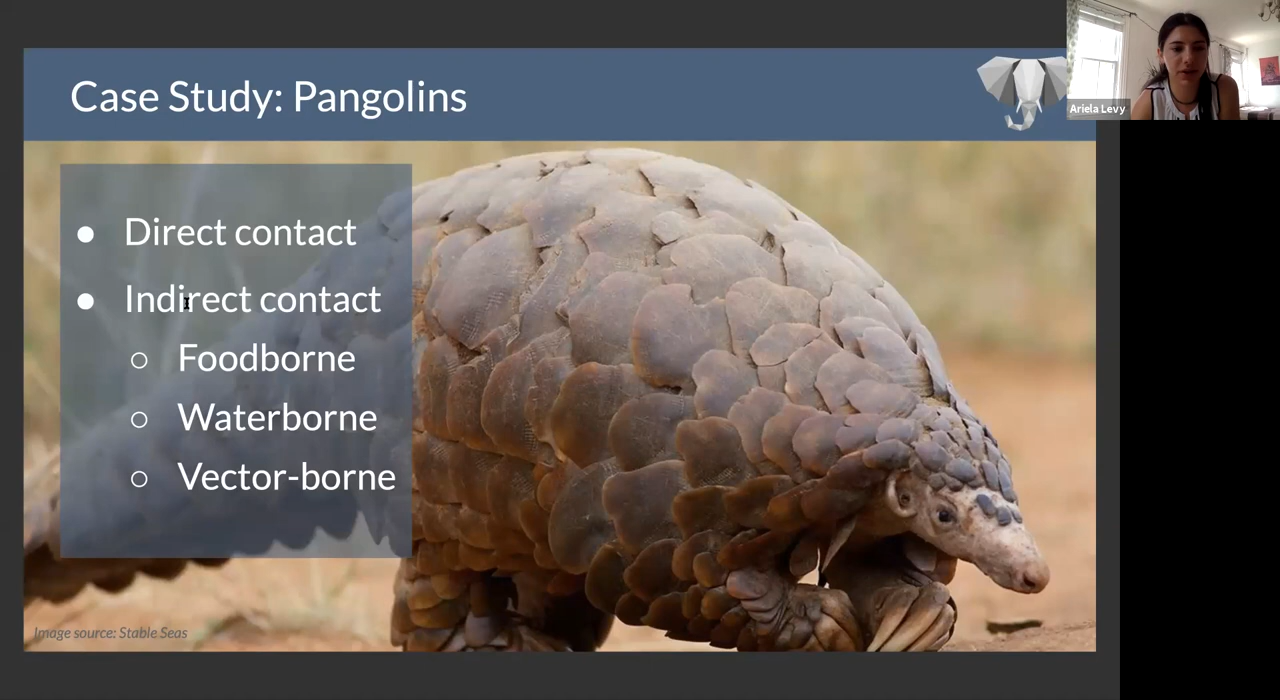 Case Study: Pangolins
Ariela Levy
● Direct contact
● Indirect contact
○ Foodborne
○ Waterborne
○ Vector-borne
Image source: Stable Seas